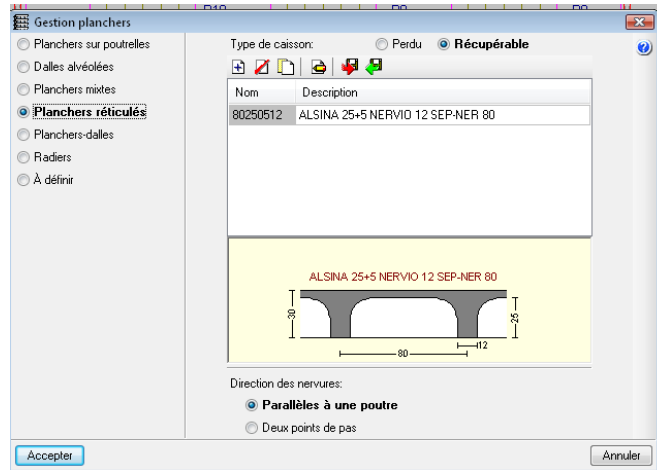 Gestion planchers
Planchers sur poutrelles
Dalles alvéolées
Planchers mixtes
Planchers réticulés
Planchers-dalles
Radiers
À définir
Type de caisson:
Perdu
Récupérable
Nom
Description
80250512
ALSINA 25+5 NERVIO 12 SEP-NER 80
ALSINA 25+5 NERVIO 12 SEP-NER 80
30
25
12
80
Direction des nervures:
Parallèles à une poutre
Deux points de pas
Accepter
Annuler